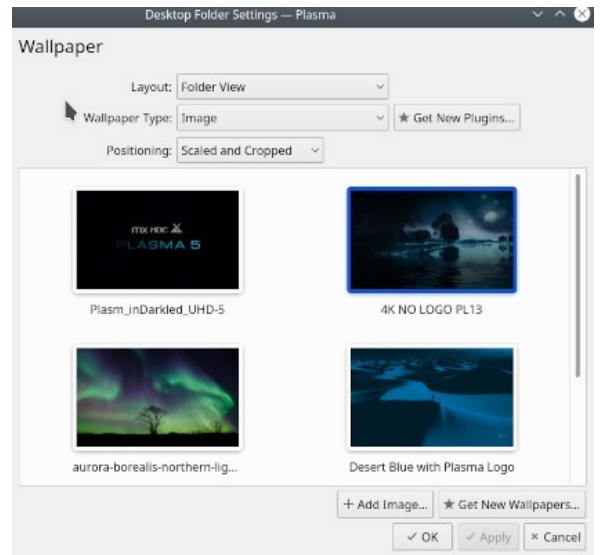 Desktop Folder Settings — Plasma
Wallpaper
Layout: Folder View
Wallpaper Type: Image ★ Get New Plugins...
Positioning: Scaled and Cropped
PLASMA 5
Plasm_inDarkled_UHD-5 4K NO LOGO PL13
aurora-borealis-northern-lig... Desert Blue with Plasma Logo
+ Add Image... ★ Get New Wallpapers...
✓ OK ✓ Apply × Cancel